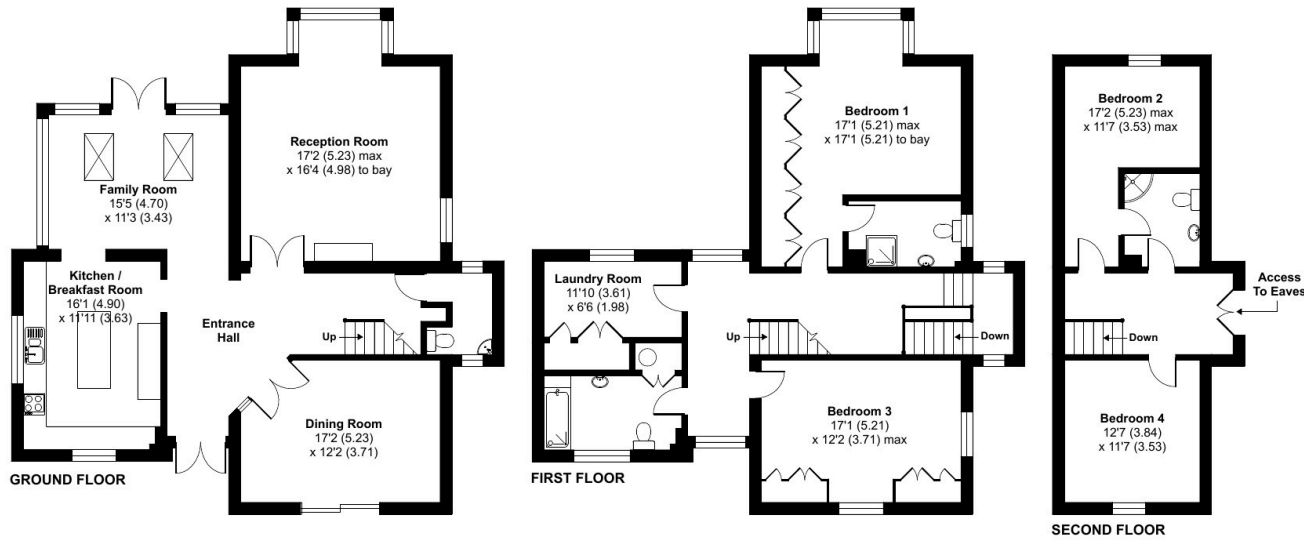 Reception Room
17'2 (5.23) max
x 16'4 (4.98) to bay
Family Room
15'5 (4.70)
x 11'3 (3.43)
Kitchen /
Breakfast Room
16'1 (4.90)
x 11'11 (3.63)
Entrance
Hall
Up
Dining Room
17'2 (5.23)
x 12'2 (3.71)
GROUND FLOOR
Bedroom 1
17'1 (5.21) max
x 17'1 (5.21) to bay
Laundry Room
11'10 (3.61)
x 6'6 (1.98)
Up
Down
Bedroom 3
17'1 (5.21)
x 12'2 (3.71) max
FIRST FLOOR
Bedroom 2
17'2 (5.23) max
x 11'7 (3.53) max
Access
To Eaves
Down
Bedroom 4
12'7 (3.84)
x 11'7 (3.53)
SECOND FLOOR